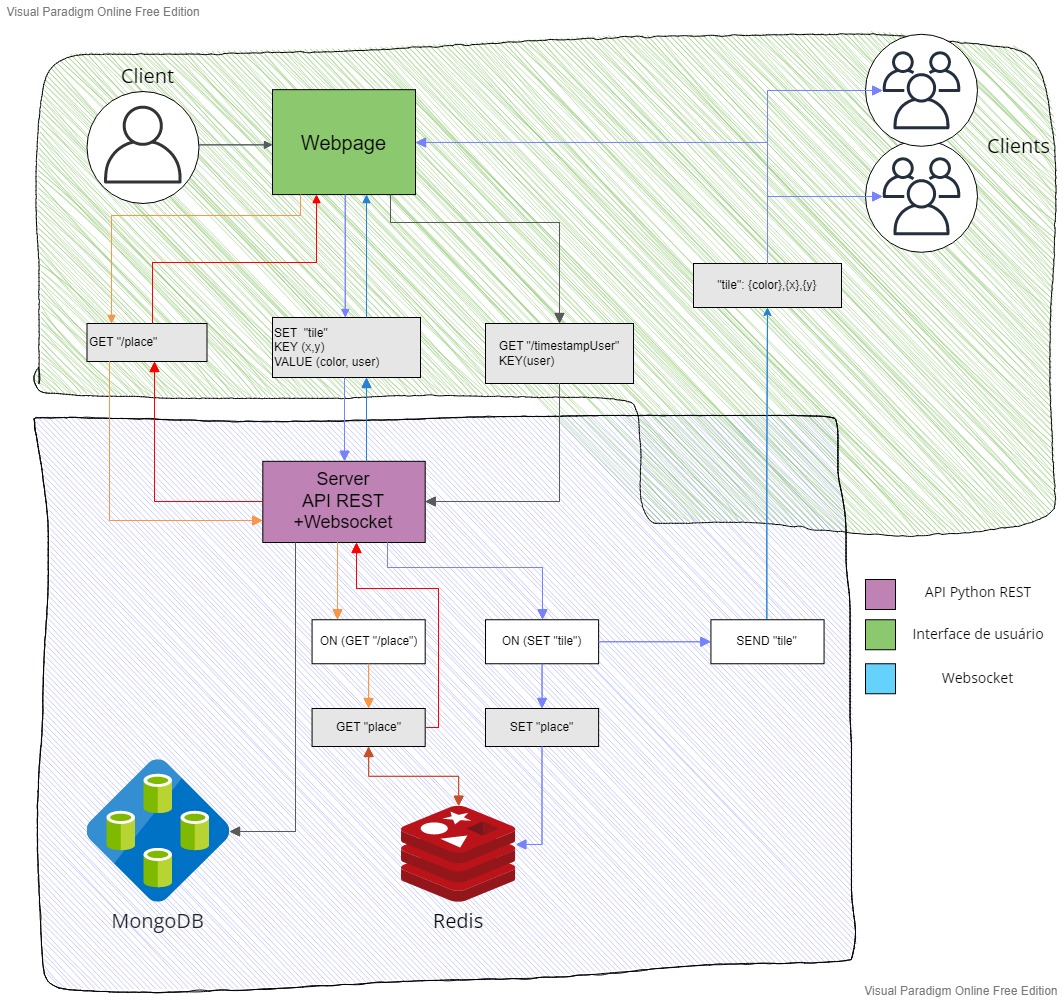 Visual Paradigm Online Free Edition
Client
Webpage
Clients
"tile": {color},{x},{y}
GET "/place"
SET "tile"
KEY (x,y)
VALUE (color, user)
GET "/timestampUser"
KEY(user)
Server
API REST
+Websocket
API Python REST
Interface de usuário
Websocket
ON (GET "/place")
ON (SET "tile")
SEND "tile"
GET "place"
SET "place"
MongoDB
Redis
Visual Paradigm Online Free Edition